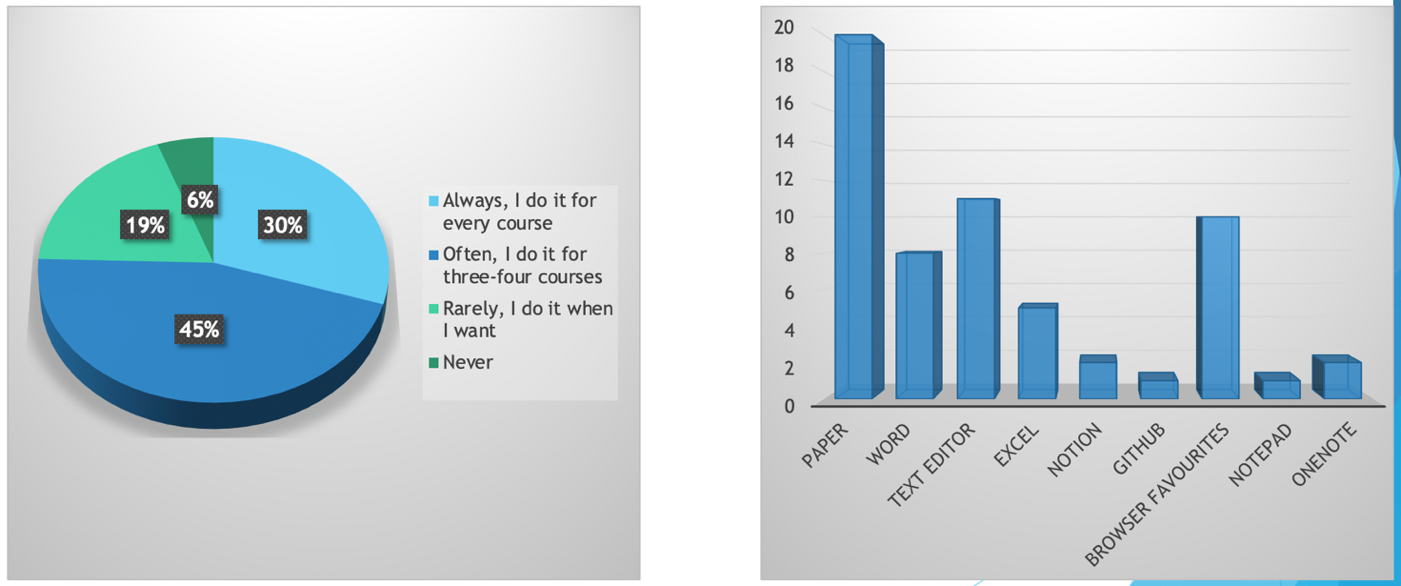 6%
19%
30%
45%
Always, I do it for
every course
Often, I do it for
three-four courses
Rarely, I do it when
I want
Never
20
18
16
14
12
10
8
6
4
2
0
PAPER
WORD
TEXT EDITOR
EXCEL
NOTION
GITHUB
BROWSER FAVOURITES
NOTEPAD
ONENOTE